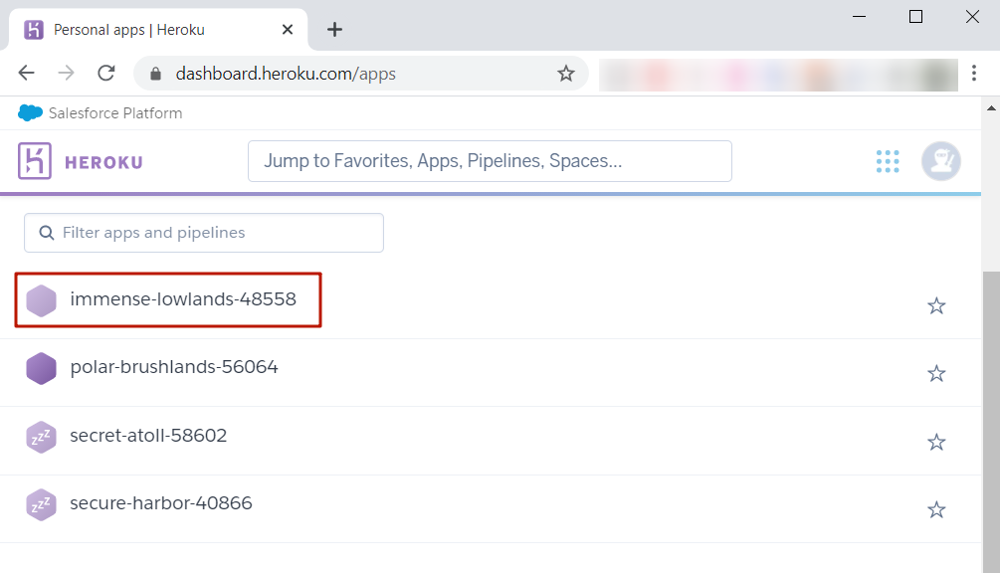 Personal apps | Heroku
dashboard.heroku.com/apps
Salesforce Platform
HEROKU
Jump to Favorites, Apps, Pipelines, Spaces...
Filter apps and pipelines
immense-lowlands-48558
polar-brushlands-56064
zzz secret-atoll-58602
zzz secure-harbor-40866